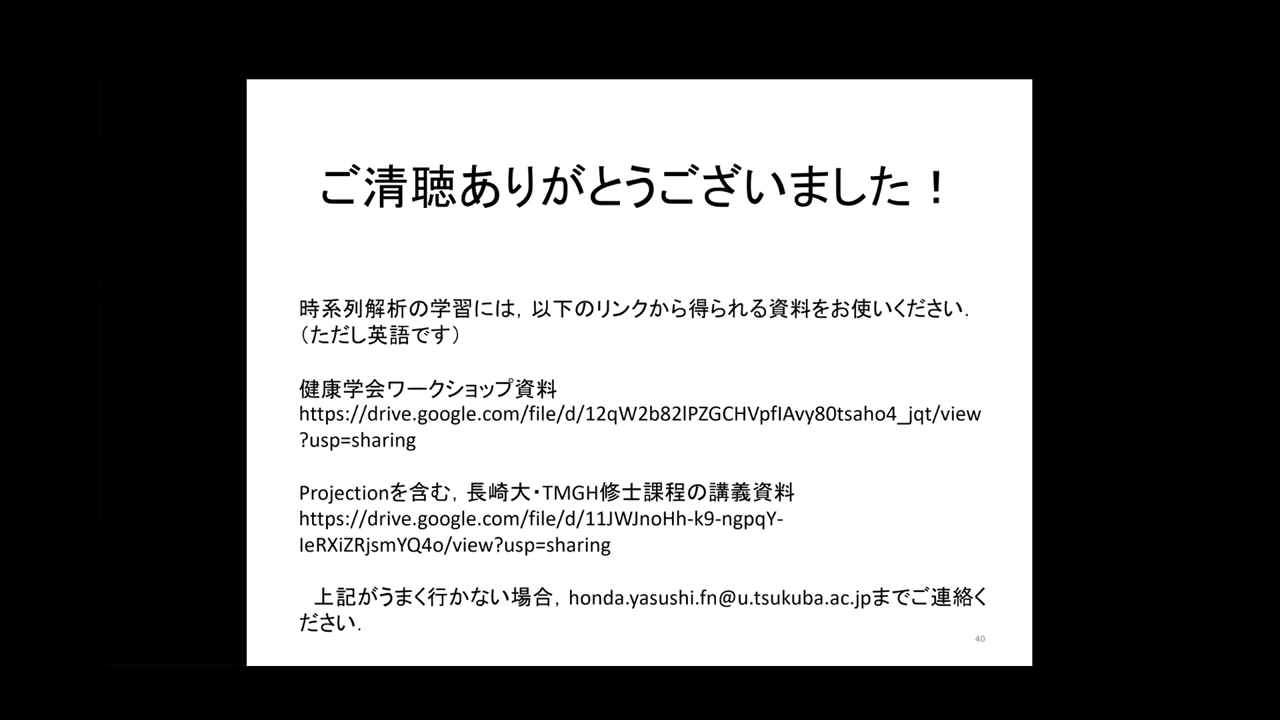 ご清聴ありがとうございました！
時系列解析の学習には，以下のリンクから得られる資料をお使いください．
（ただし英語です）
健康学会ワークショップ資料
https://drive.google.com/file/d/12qW2b82lPZGCHVpfIAvy80tsaho4_jqt/view
?usp=sharing
Projectionを含む，長崎大・TMGH修士課程の講義資料
https://drive.google.com/file/d/11JWJnoHh-k9-ngpqY-
IeRXiZRjsmYQ4o/view?usp=sharing
上記がうまく行かない場合，honda.yasushi.fn@u.tsukuba.ac.jpまでご連絡く
ださい．
40